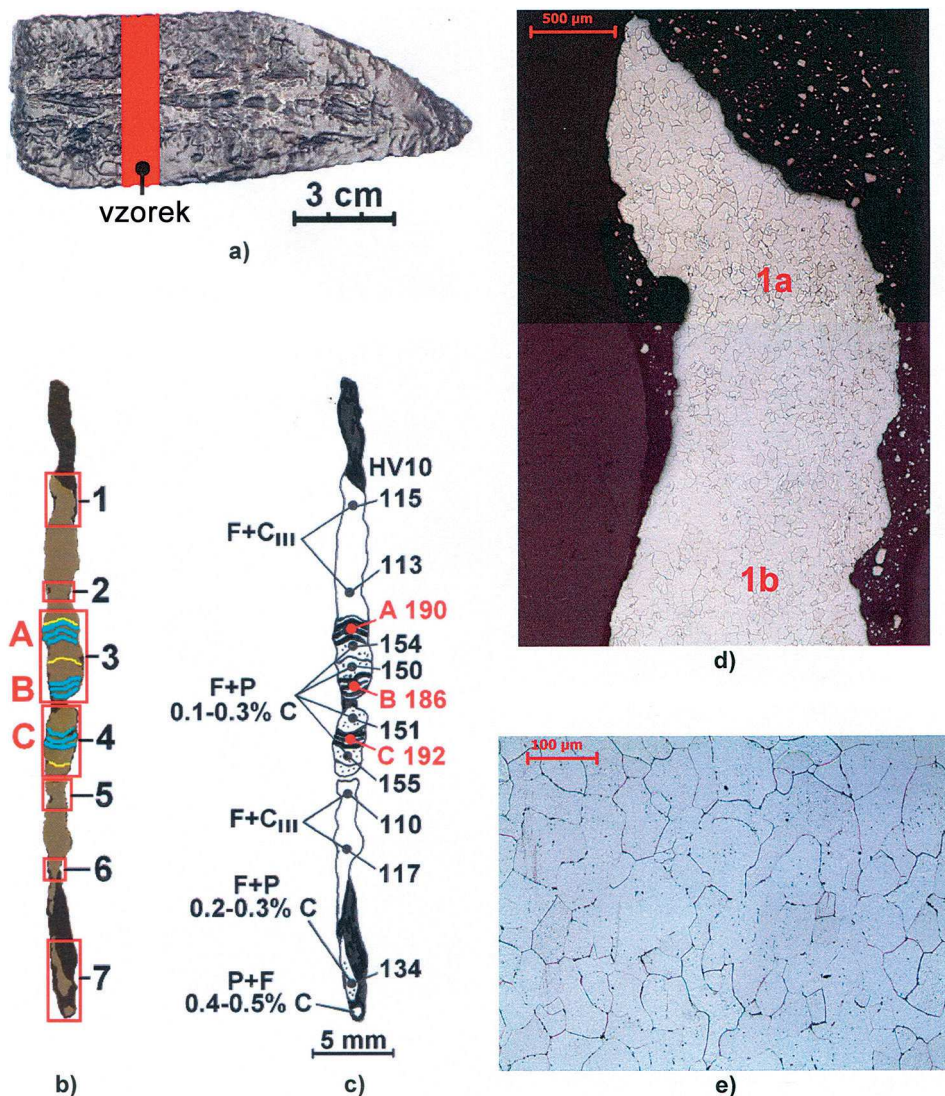 vzorek
3 cm
a)
500 µm
1a
1b
d)
1
2
A
3
B
C
4
5
6
7
b)
HV10
115
F+CIII
113
A 190
154
150
F+P
0.1-0.3% C
B 186
151
C 192
155
F+CIII
110
117
F+P
0.2-0.3% C
134
P+F
0.4-0.5% C
5 mm
c)
100 µm
e)